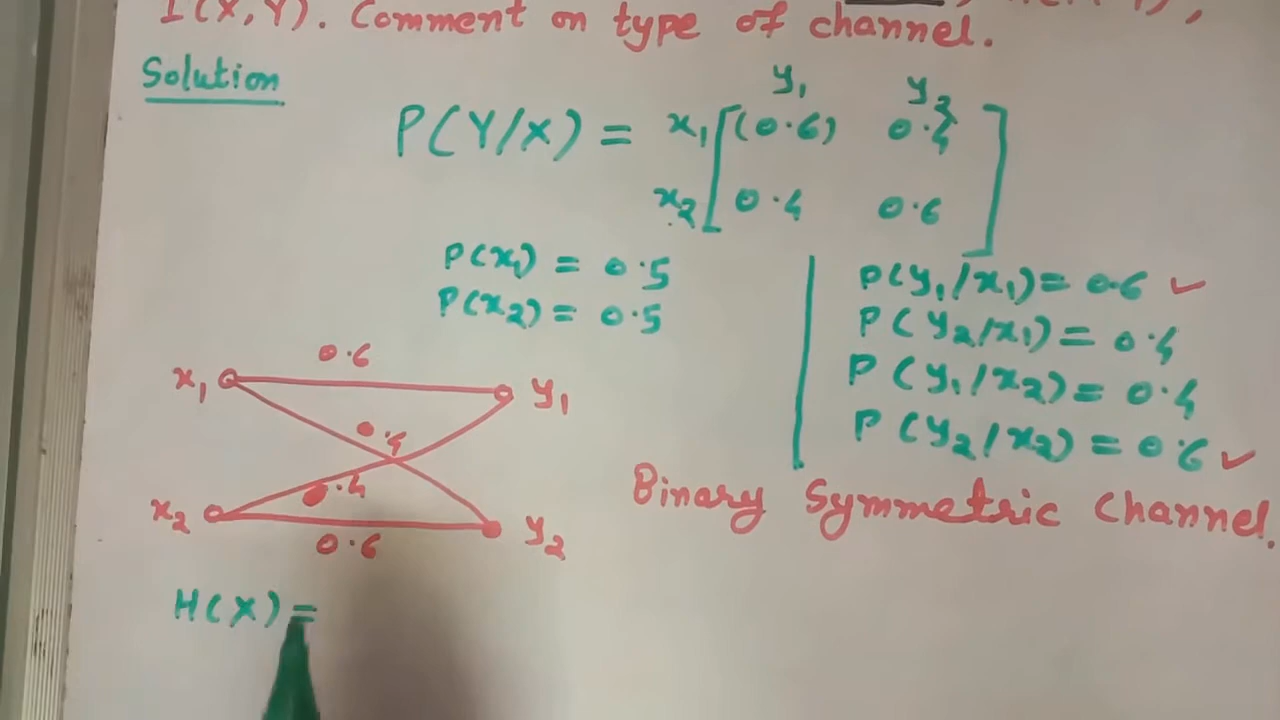 I(X,Y). Comment on type of channel.
Solution
y₁ y₂
P(Y/X) = x₁ [(0.6) 0.4
x₂ 0.4 0.6]
P(x₁) = 0.5
P(x₂) = 0.5
P(y₁/x₁) = 0.6 ✓
P(y₂/x₁) = 0.4
P(y₁/x₂) = 0.4
P(y₂/x₂) = 0.6 ✓
0.6
x₁ y₁
0.4
0.4
x₂ y₂
0.6
Binary Symmetric Channel.
H(X) =